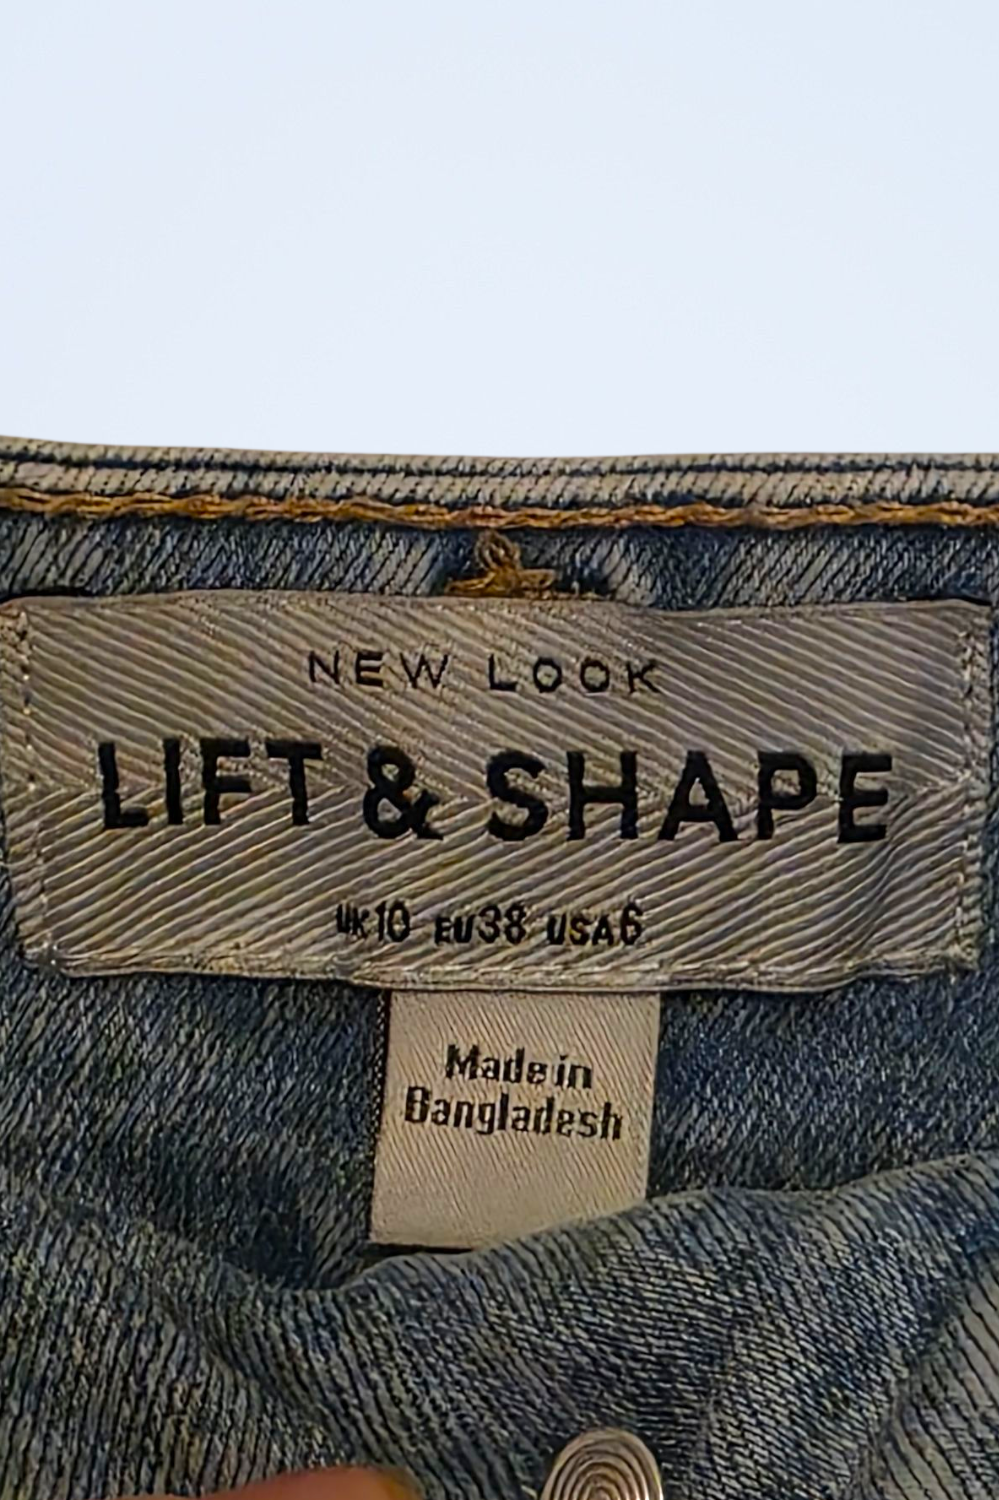 NEW LOOK
LIFT & SHAPE
UK10 EU38 USA6
Made in
Bangladesh